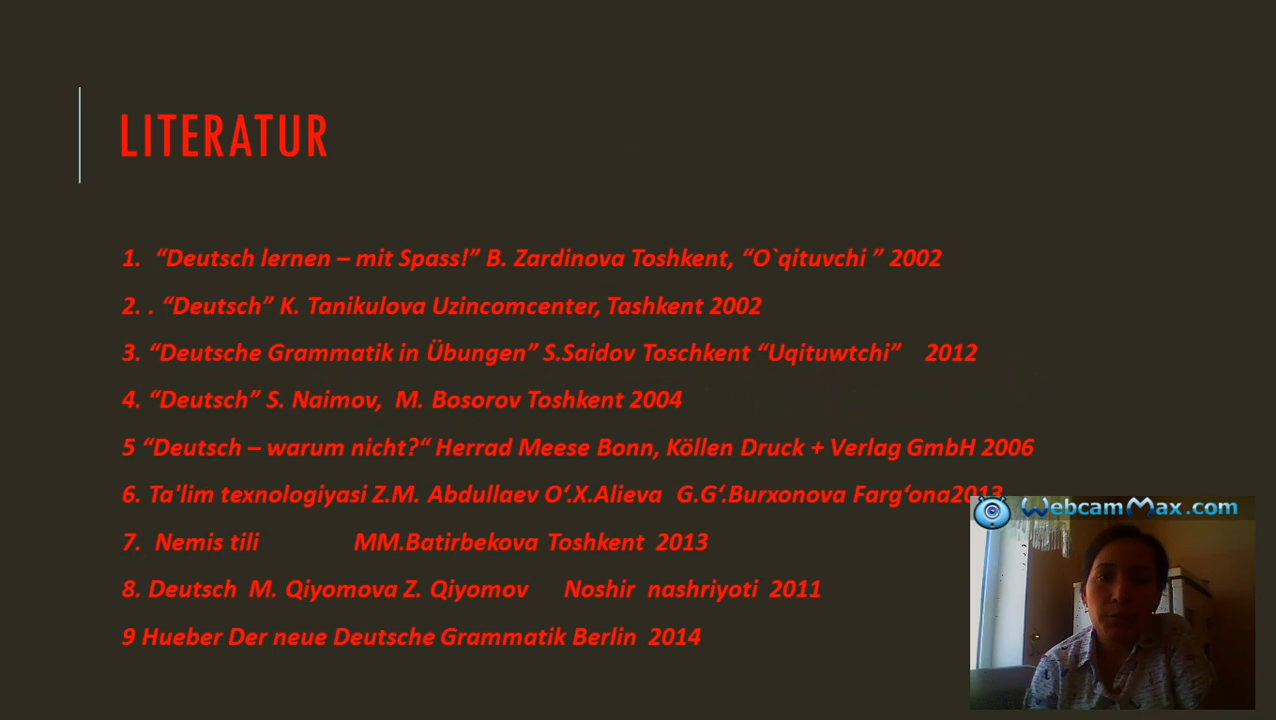 LITERATUR
1. “Deutsch lernen – mit Spass!” B. Zardinova Toshkent, “O`qituvchi ” 2002
2. . “Deutsch” K. Tanikulova Uzincomcenter, Tashkent 2002
3. “Deutsche Grammatik in Übungen” S.Saidov Toschkent “Uqituwtchi” 2012
4. “Deutsch” S. Naimov, M. Bosorov Toshkent 2004
5 “Deutsch – warum nicht?“ Herrad Meese Bonn, Köllen Druck + Verlag GmbH 2006
6. Ta'lim texnologiyasi Z.M. Abdullaev O‘.X.Alieva G.G‘.Burxonova Farg‘ona2013
WebcamMax.com
7. Nemis tili MM.Batirbekova Toshkent 2013
8. Deutsch M. Qiyomova Z. Qiyomov Noshir nashriyoti 2011
9 Hueber Der neue Deutsche Grammatik Berlin 2014